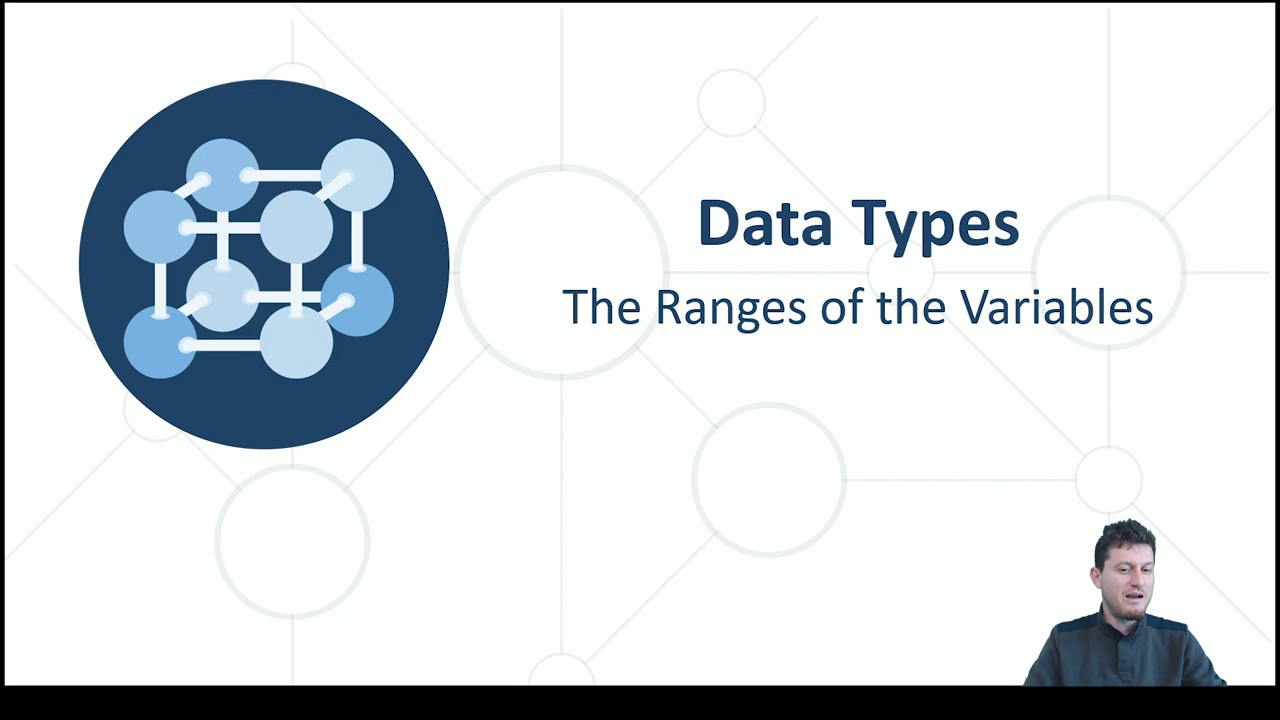 Data Types
The Ranges of the Variables